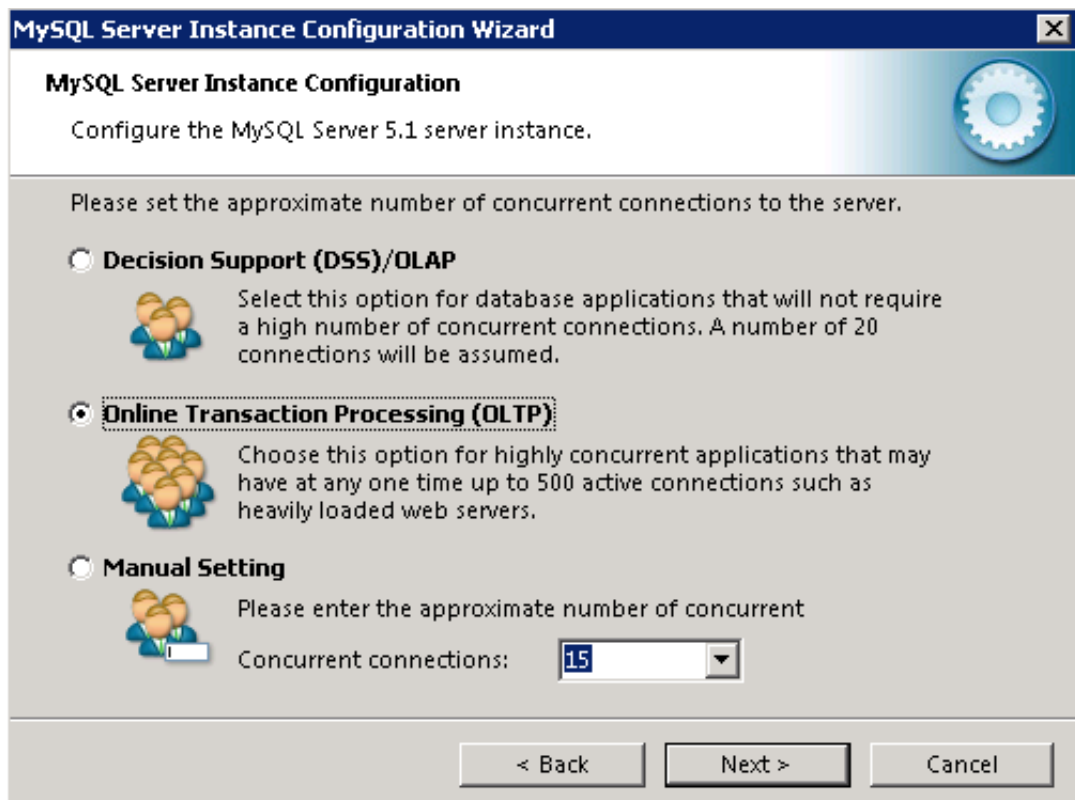 MySQL Server Instance Configuration Wizard
MySQL Server Instance Configuration
Configure the MySQL Server 5.1 server instance.
Please set the approximate number of concurrent connections to the server.
Decision Support (DSS)/OLAP
Select this option for database applications that will not require
a high number of concurrent connections. A number of 20
connections will be assumed.
Online Transaction Processing (OLTP)
Choose this option for highly concurrent applications that may
have at any one time up to 500 active connections such as
heavily loaded web servers.
Manual Setting
Please enter the approximate number of concurrent
Concurrent connections: 15
< Back Next > Cancel